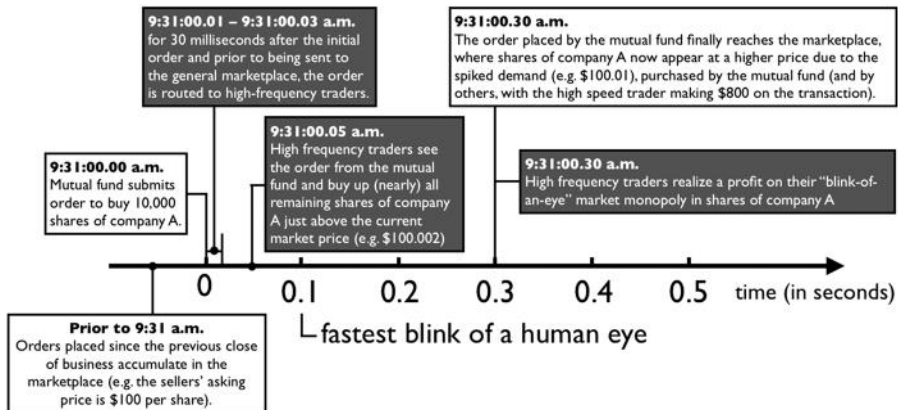 9:31:00.01 – 9:31:00.03 a.m.
for 30 milliseconds after the initial
order and prior to being sent to
the general marketplace, the order
is routed to high-frequency traders.
9:31:00.30 a.m.
The order placed by the mutual fund finally reaches the marketplace,
where shares of company A now appear at a higher price due to the
spiked demand (e.g. $100.01), purchased by the mutual fund (and by
others, with the high speed trader making $800 on the transaction).
9:31:00.00 a.m.
Mutual fund submits
order to buy 10,000
shares of company A.
9:31:00.05 a.m.
High frequency traders see
the order from the mutual
fund and buy up (nearly) all
remaining shares of company
A just above the current
market price (e.g. $100.002)
9:31:00.30 a.m.
High frequency traders realize a profit on their “blink-of-
an-eye” market monopoly in shares of company A
0 0.1 0.2 0.3 0.4 0.5 time (in seconds)
fastest blink of a human eye
Prior to 9:31 a.m.
Orders placed since the previous close
of business accumulate in the
marketplace (e.g. the sellers’ asking
price is $100 per share).